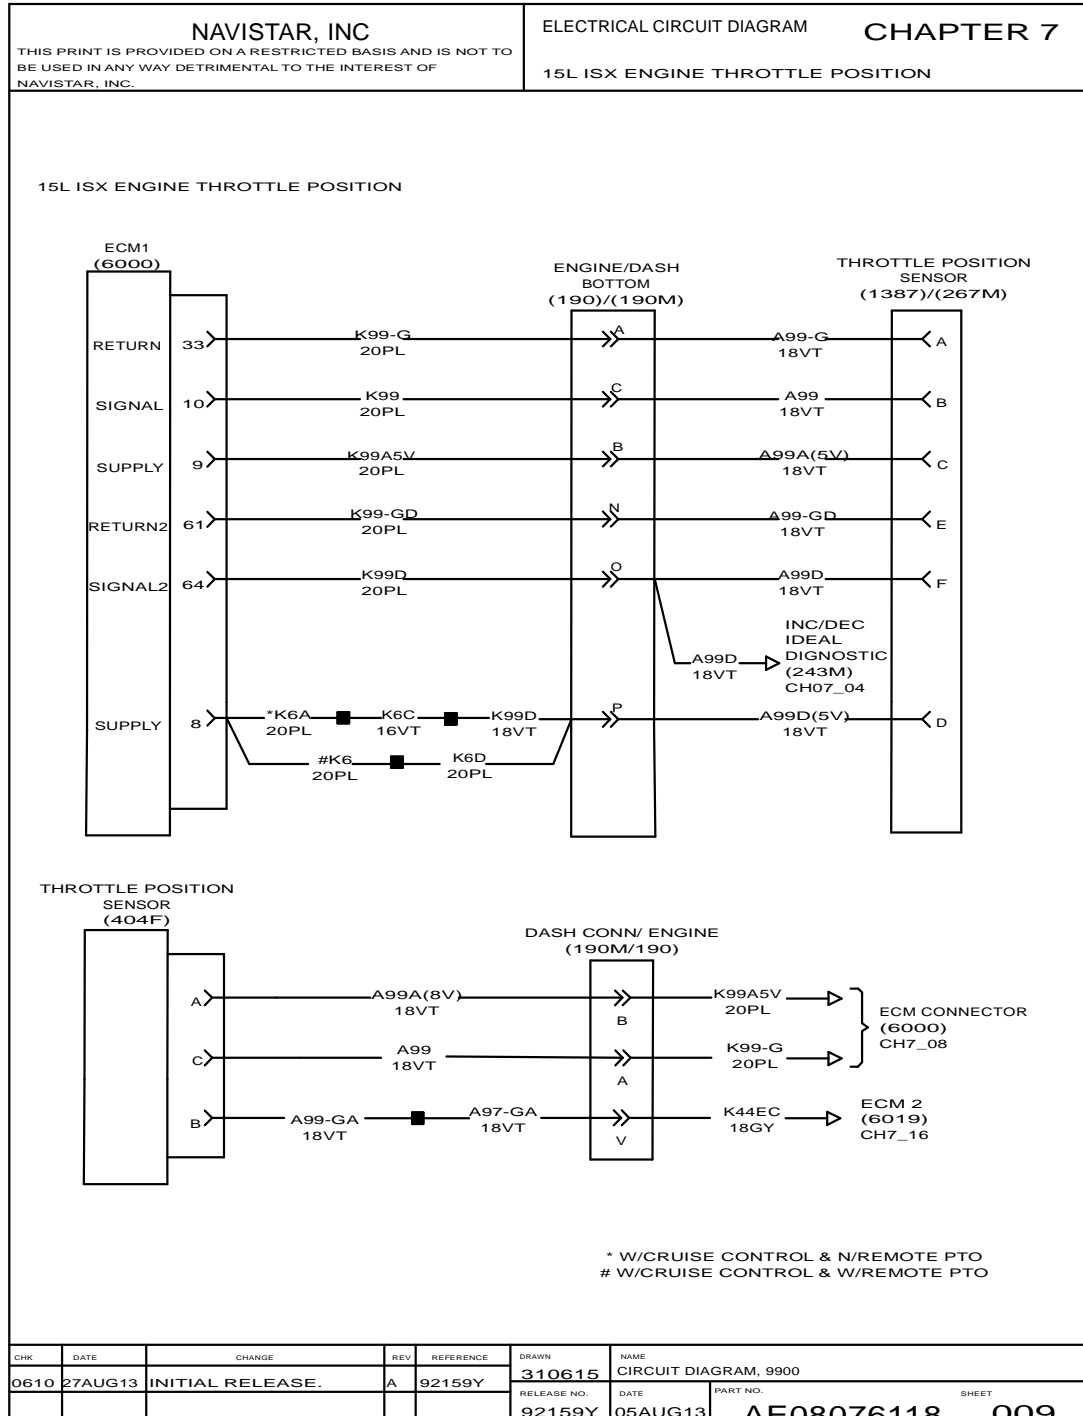 NAVISTAR, INC
THIS PRINT IS PROVIDED ON A RESTRICTED BASIS AND IS NOT TO
BE USED IN ANY WAY DETRIMENTAL TO THE INTEREST OF
NAVISTAR, INC.
ELECTRICAL CIRCUIT DIAGRAM
CHAPTER 7
15L ISX ENGINE THROTTLE POSITION
15L ISX ENGINE THROTTLE POSITION
ECM1
(6000)
ENGINE/DASH
BOTTOM
(190)/(190M)
THROTTLE POSITION
SENSOR
(1387)/(267M)
RETURN 33 K99-G 20PL A A99-G 18VT A
SIGNAL 10 K99 20PL C A99 18VT B
SUPPLY 9 K99A5V 20PL B A99A(5V) 18VT C
RETURN2 61 K99-GD 20PL N A99-GD 18VT E
SIGNAL2 64 K99D 20PL O A99D 18VT F
A99D
18VT
INC/DEC
IDEAL
DIGNOSTIC
(243M)
CH07_04
SUPPLY 8 *K6A 20PL K6C 16VT K99D 18VT P A99D(5V) 18VT D
#K6 20PL K6D 20PL
THROTTLE POSITION
SENSOR
(404F)
DASH CONN/ ENGINE
(190M/190)
A A99A(8V) 18VT B K99A5V 20PL
C A99 18VT A K99-G 20PL
ECM CONNECTOR
(6000)
CH7_08
B A99-GA 18VT A97-GA 18VT V K44EC 18GY
ECM 2
(6019)
CH7_16
* W/CRUISE CONTROL & N/REMOTE PTO
# W/CRUISE CONTROL & W/REMOTE PTO
CHK DATE CHANGE REV REFERENCE
0610 27AUG13 INITIAL RELEASE. A 92159Y
DRAWN
310615
NAME
CIRCUIT DIAGRAM, 9900
RELEASE NO.
92159Y
DATE
05AUG13
PART NO.
AE08076118
SHEET
009